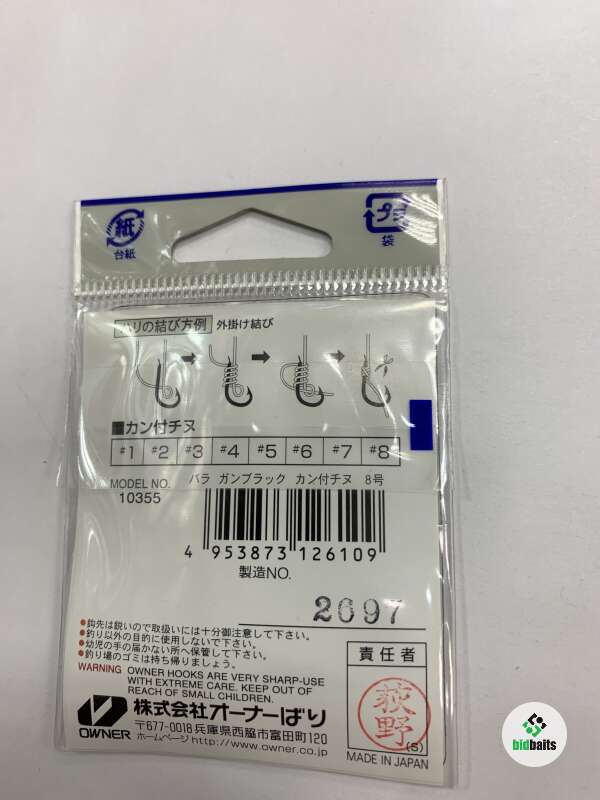 紙
台紙
プラ
袋
ハリの結び方例 外掛け結び
カン付チヌ
#1 #2 #3 #4 #5 #6 #7 #8
MODEL NO. バラ ガンブラック カン付チヌ 8号
10355
4 953873 126109
製造NO.
2697
●鈎先は鋭いので取扱いには十分御注意して下さい。
●釣り以外の目的に使用しないで下さい。
●幼児の手の届かない所へ保管して下さい。
●釣り場のゴミは持ち帰りましょう。
WARNING OWNER HOOKS ARE VERY SHARP-USE
WITH EXTREME CARE. KEEP OUT OF
REACH OF SMALL CHILDREN.
責任者
荻野
(S)
MADE IN JAPAN
OWNER
株式会社オーナーばり
〒677-0018 兵庫県西脇市富田町120
ホームページ http://www.owner.co.jp
bidbaits